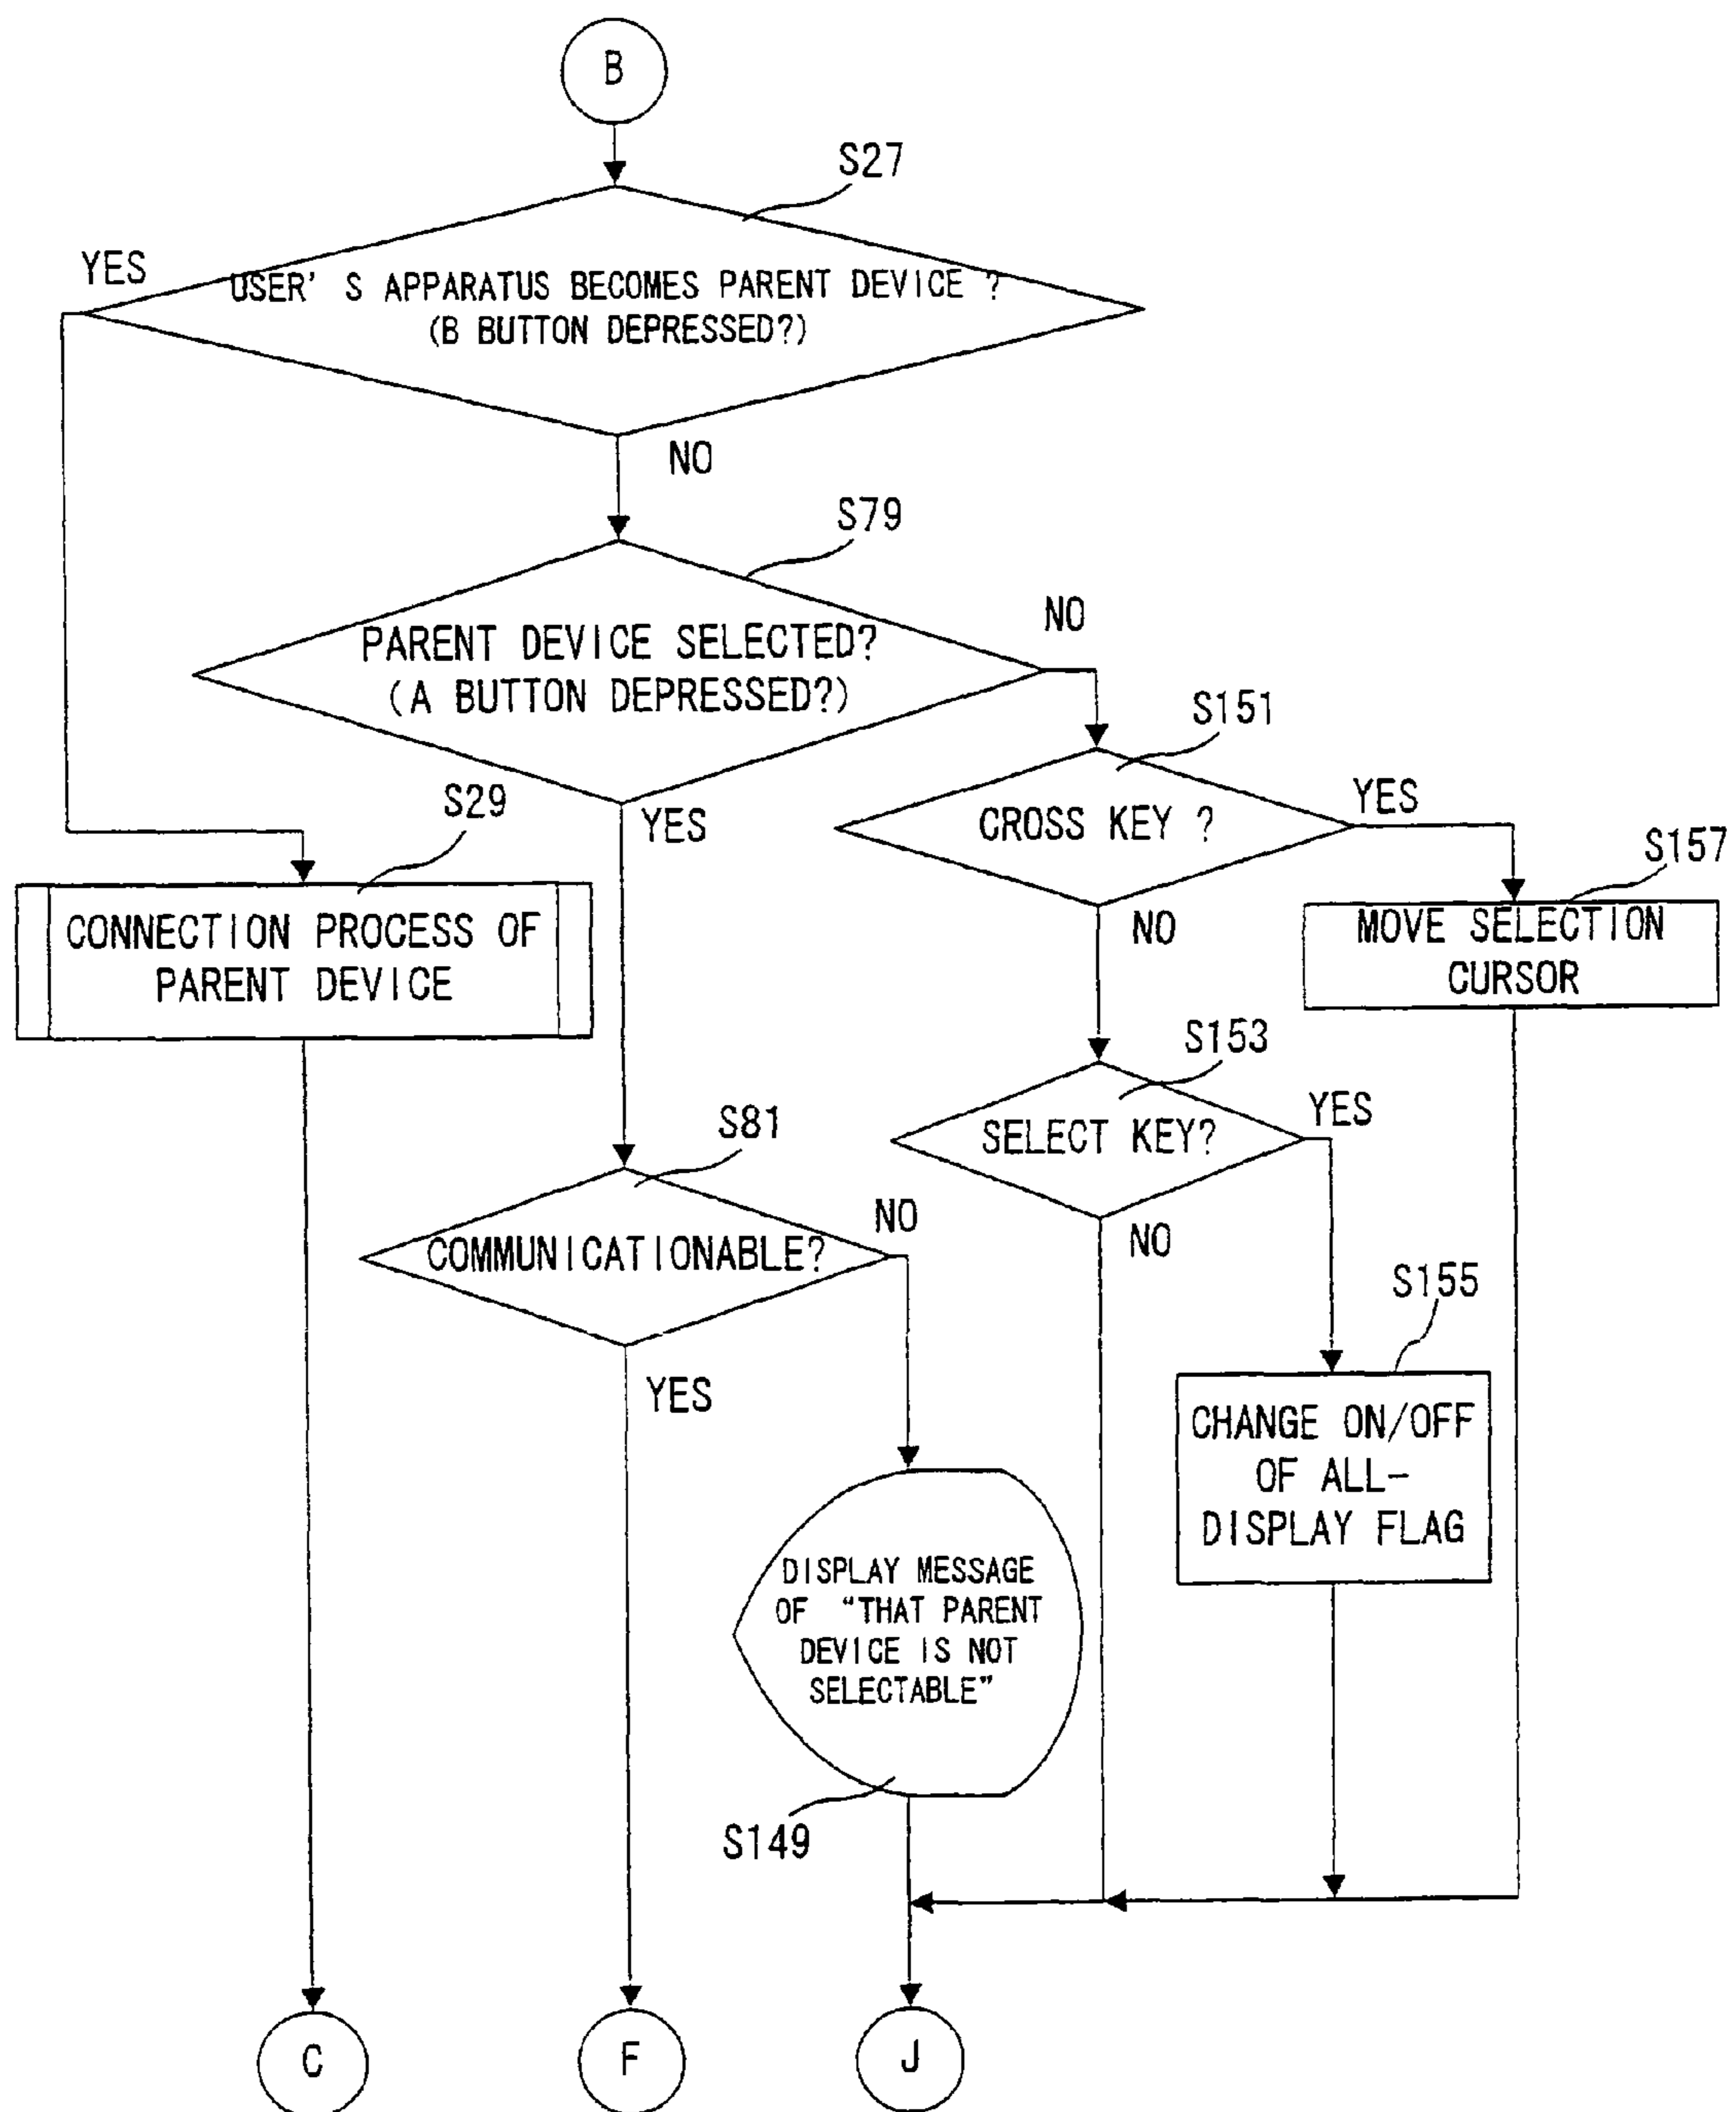 B
S27
YES
USER' S APPARATUS BECOMES PARENT DEVICE ?
(B BUTTON DEPRESSED?)
NO
S79
NO
PARENT DEVICE SELECTED?
(A BUTTON DEPRESSED?)
S151
YES
S29
YES
CROSS KEY ?
S157
CONNECTION PROCESS OF
PARENT DEVICE
NO
MOVE SELECTION
CURSOR
S153
S81
YES
SELECT KEY?
NO
NO
COMMUNICATIONABLE?
S155
YES
CHANGE ON/OFF
OF ALL-
DISPLAY FLAG
DISPLAY MESSAGE
OF "THAT PARENT
DEVICE IS NOT
SELECTABLE"
S149
C
F
J